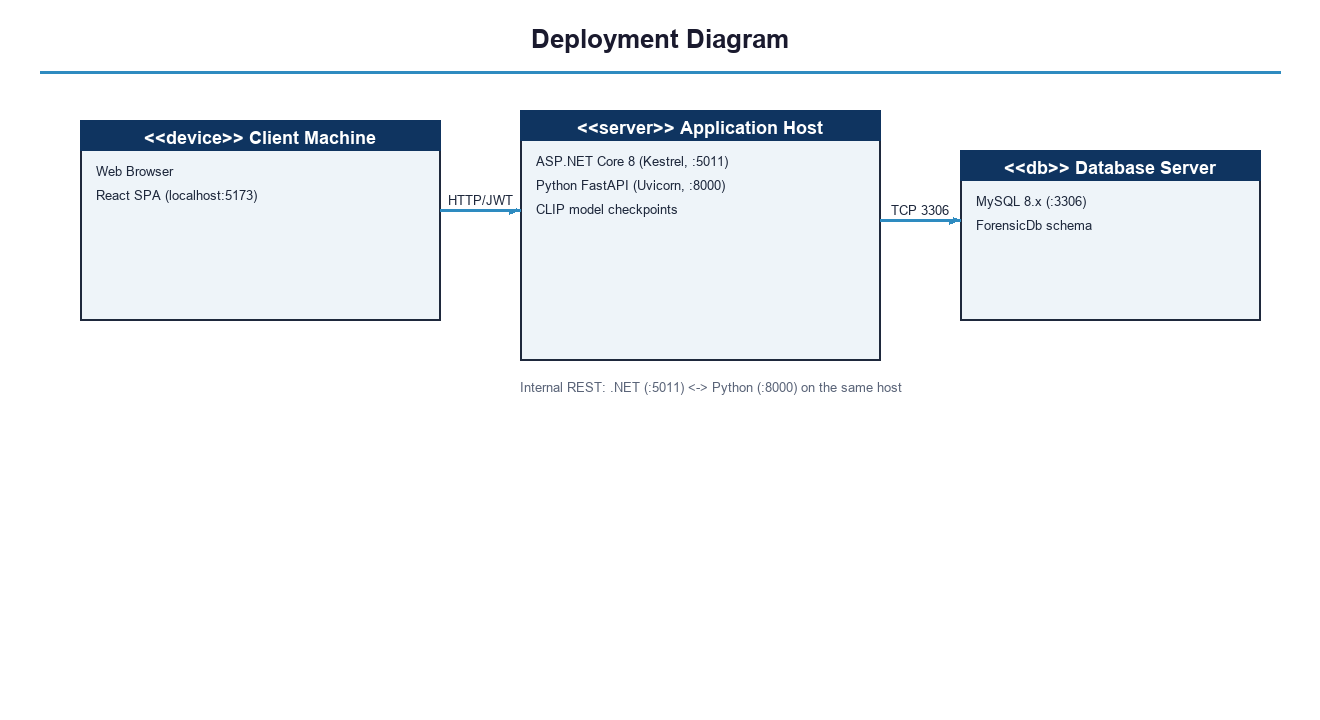 Deployment Diagram
<<device>> Client Machine
Web Browser
React SPA (localhost:5173)
HTTP/JWT
<<server>> Application Host
ASP.NET Core 8 (Kestrel, :5011)
Python FastAPI (Uvicorn, :8000)
CLIP model checkpoints
TCP 3306
<<db>> Database Server
MySQL 8.x (:3306)
ForensicDb schema
Internal REST: .NET (:5011) <-> Python (:8000) on the same host